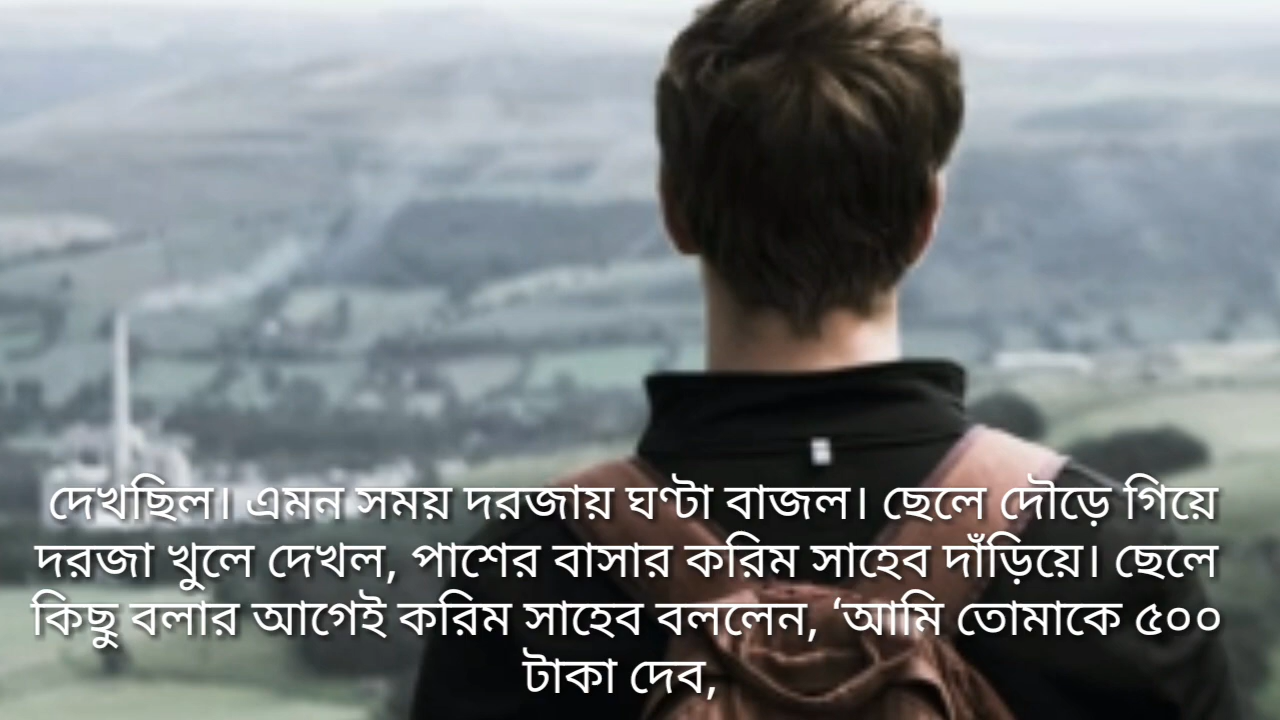 দেখছিল। এমন সময় দরজায় ঘণ্টা বাজল। ছেলে দৌড়ে গিয়ে
দরজা খুলে দেখল, পাশের বাসার করিম সাহেব দাঁড়িয়ে। ছেলে
কিছু বলার আগেই করিম সাহেব বললেন, ‘আমি তোমাকে ৫০০
টাকা দেব,